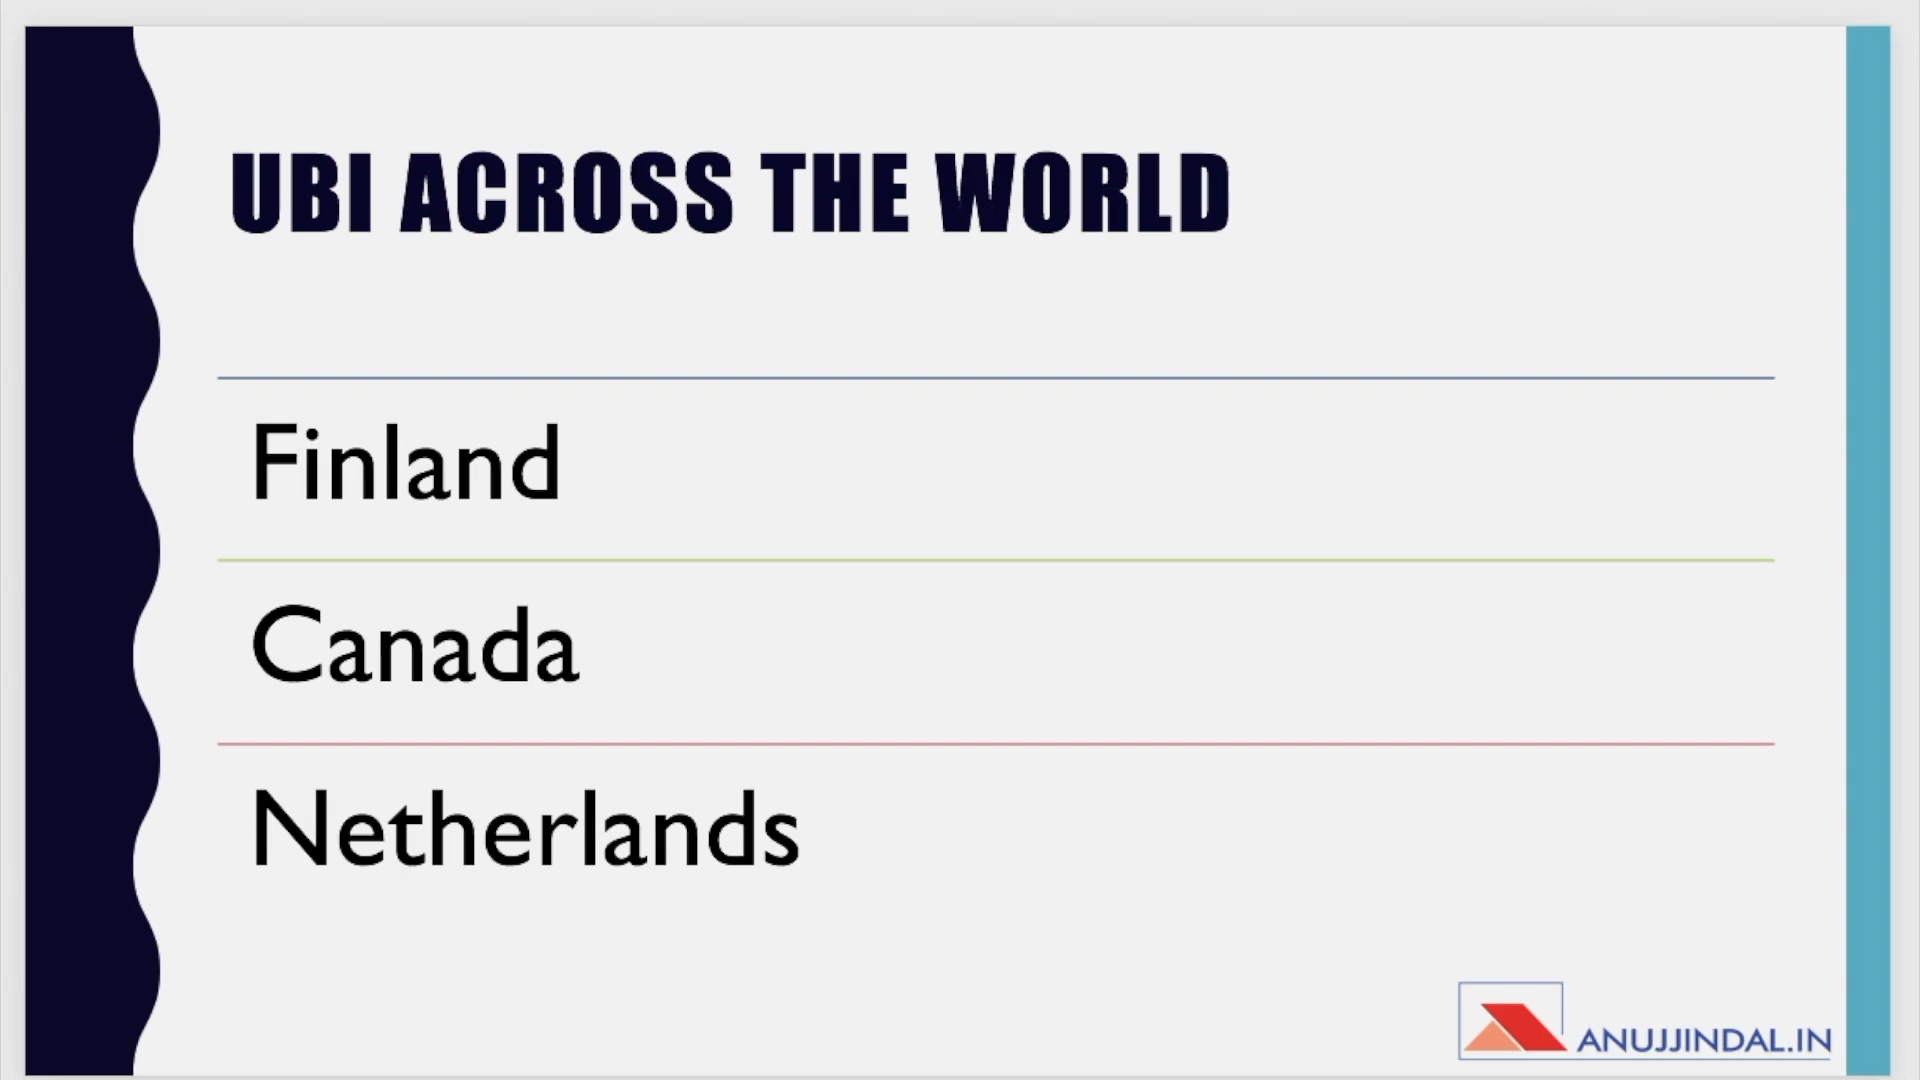 UBI ACROSS THE WORLD
Finland
Canada
Netherlands
ANUJJINDAL.IN